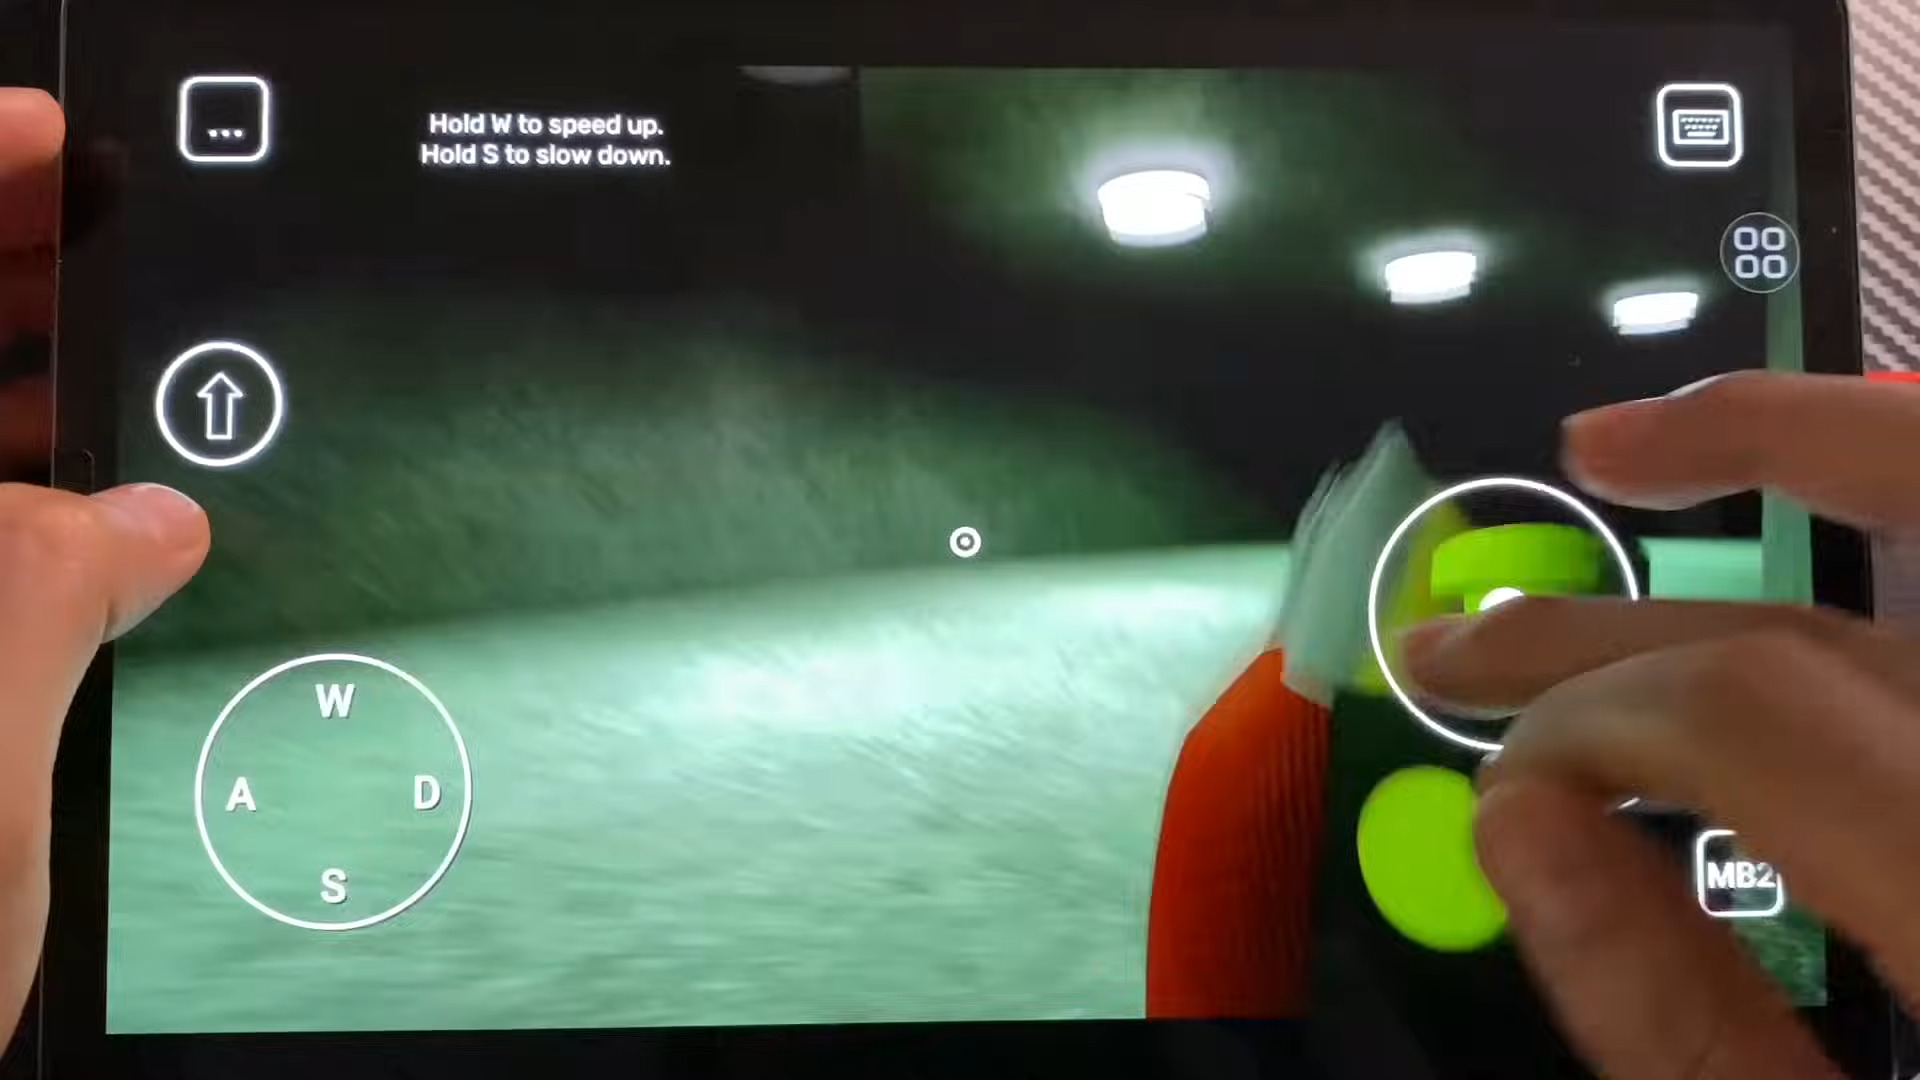 ...
Hold W to speed up.
Hold S to slow down.
W
A
D
S
MB2